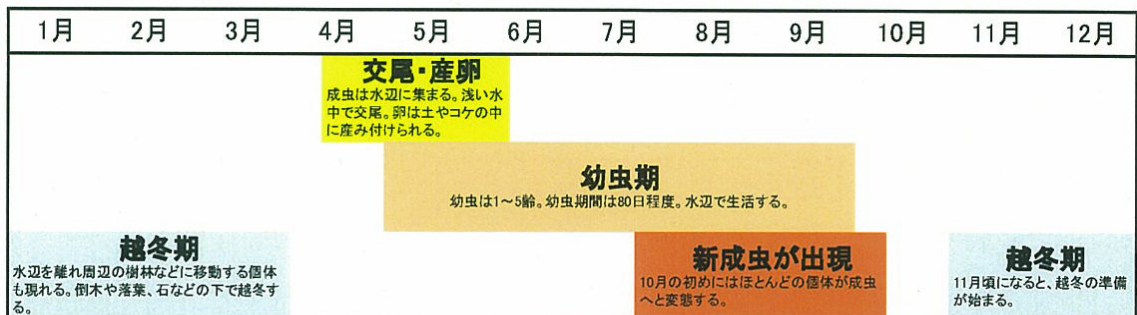 1月 2月 3月 4月 5月 6月 7月 8月 9月 10月 11月 12月
交尾・産卵
成虫は水辺に集まる。浅い水
中で交尾。卵は土やコケの中
に産み付けられる。
幼虫期
幼虫は1～5齢。幼虫期間は80日程度。水辺で生活する。
越冬期
水辺を離れ周辺の樹林などに移動する個体
も現れる。倒木や落葉、石などの下で越冬す
る。
新成虫が出現
10月の初めにはほとんどの個体が成虫
へと変態する。
越冬期
11月頃になると、越冬の準備
が始まる。